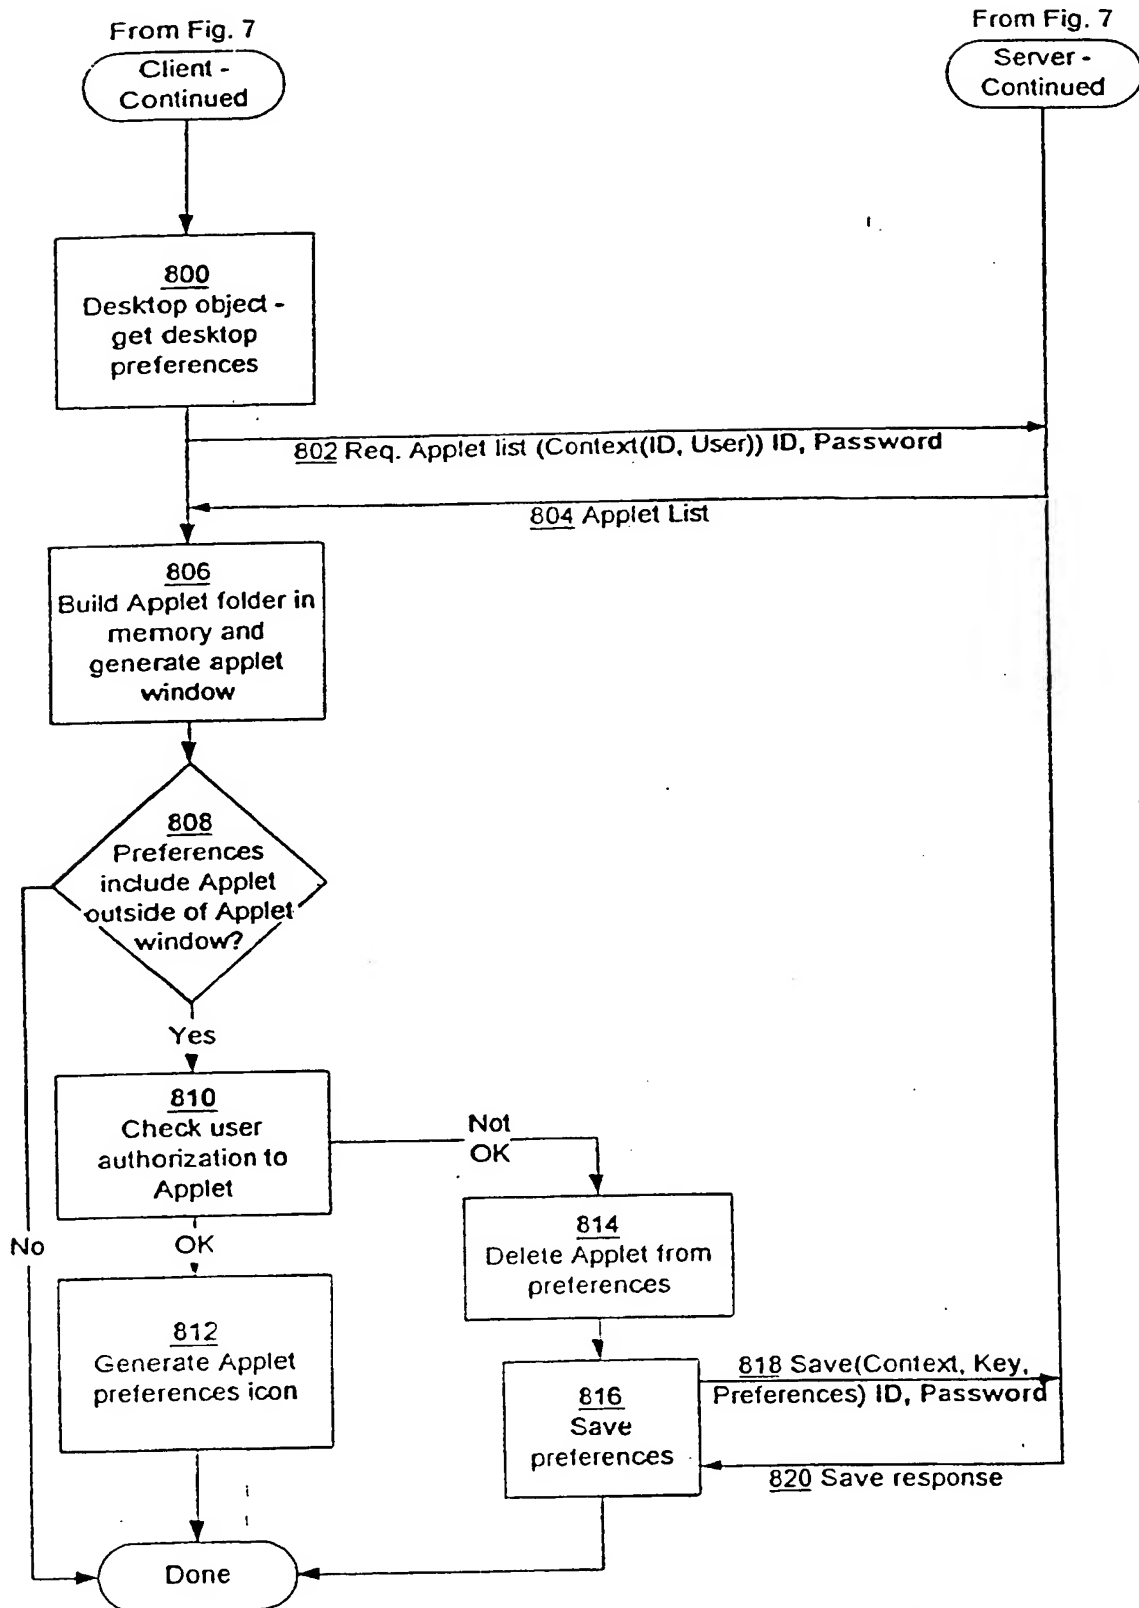 From Fig. 7
Client -
Continued
From Fig. 7
Server -
Continued
800
Desktop object -
get desktop
preferences
802 Req. Applet list (Context(ID, User)) ID, Password
804 Applet List
806
Build Applet folder in
memory and
generate applet
window
808
Preferences
include Applet
outside of Applet
window?
Yes
No
810
Check user
authorization to
Applet
Not
OK
OK
814
Delete Applet from
preferences
812
Generate Applet
preferences icon
816
Save
preferences
818 Save(Context, Key,
Preferences) ID, Password
820 Save response
Done